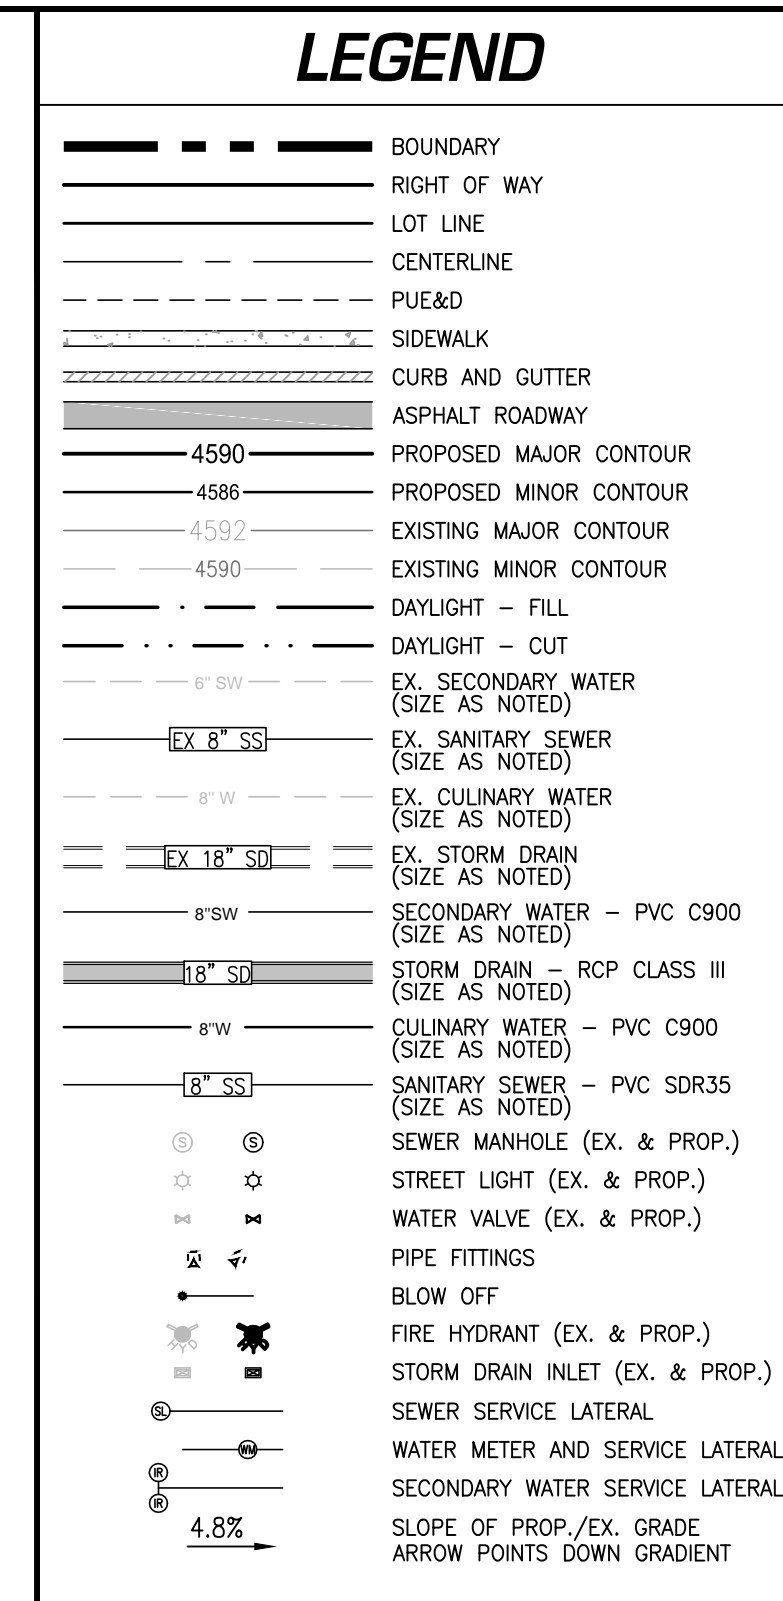 LEGEND
BOUNDARY
RIGHT OF WAY
LOT LINE
CENTERLINE
PUE&D
SIDEWALK
CURB AND GUTTER
ASPHALT ROADWAY
4590 PROPOSED MAJOR CONTOUR
4586 PROPOSED MINOR CONTOUR
4592 EXISTING MAJOR CONTOUR
4590 EXISTING MINOR CONTOUR
DAYLIGHT – FILL
DAYLIGHT – CUT
6" SW EX. SECONDARY WATER
(SIZE AS NOTED)
EX 8" SS EX. SANITARY SEWER
(SIZE AS NOTED)
8" W EX. CULINARY WATER
(SIZE AS NOTED)
EX 18" SD EX. STORM DRAIN
(SIZE AS NOTED)
8"SW SECONDARY WATER – PVC C900
(SIZE AS NOTED)
18" SD STORM DRAIN – RCP CLASS III
(SIZE AS NOTED)
8"W CULINARY WATER – PVC C900
(SIZE AS NOTED)
8" SS SANITARY SEWER – PVC SDR35
(SIZE AS NOTED)
S S SEWER MANHOLE (EX. & PROP.)
STREET LIGHT (EX. & PROP.)
WATER VALVE (EX. & PROP.)
PIPE FITTINGS
BLOW OFF
FIRE HYDRANT (EX. & PROP.)
STORM DRAIN INLET (EX. & PROP.)
SL SEWER SERVICE LATERAL
WM WATER METER AND SERVICE LATERAL
IR
SECONDARY WATER SERVICE LATERAL
IR
4.8% SLOPE OF PROP./EX. GRADE
ARROW POINTS DOWN GRADIENT